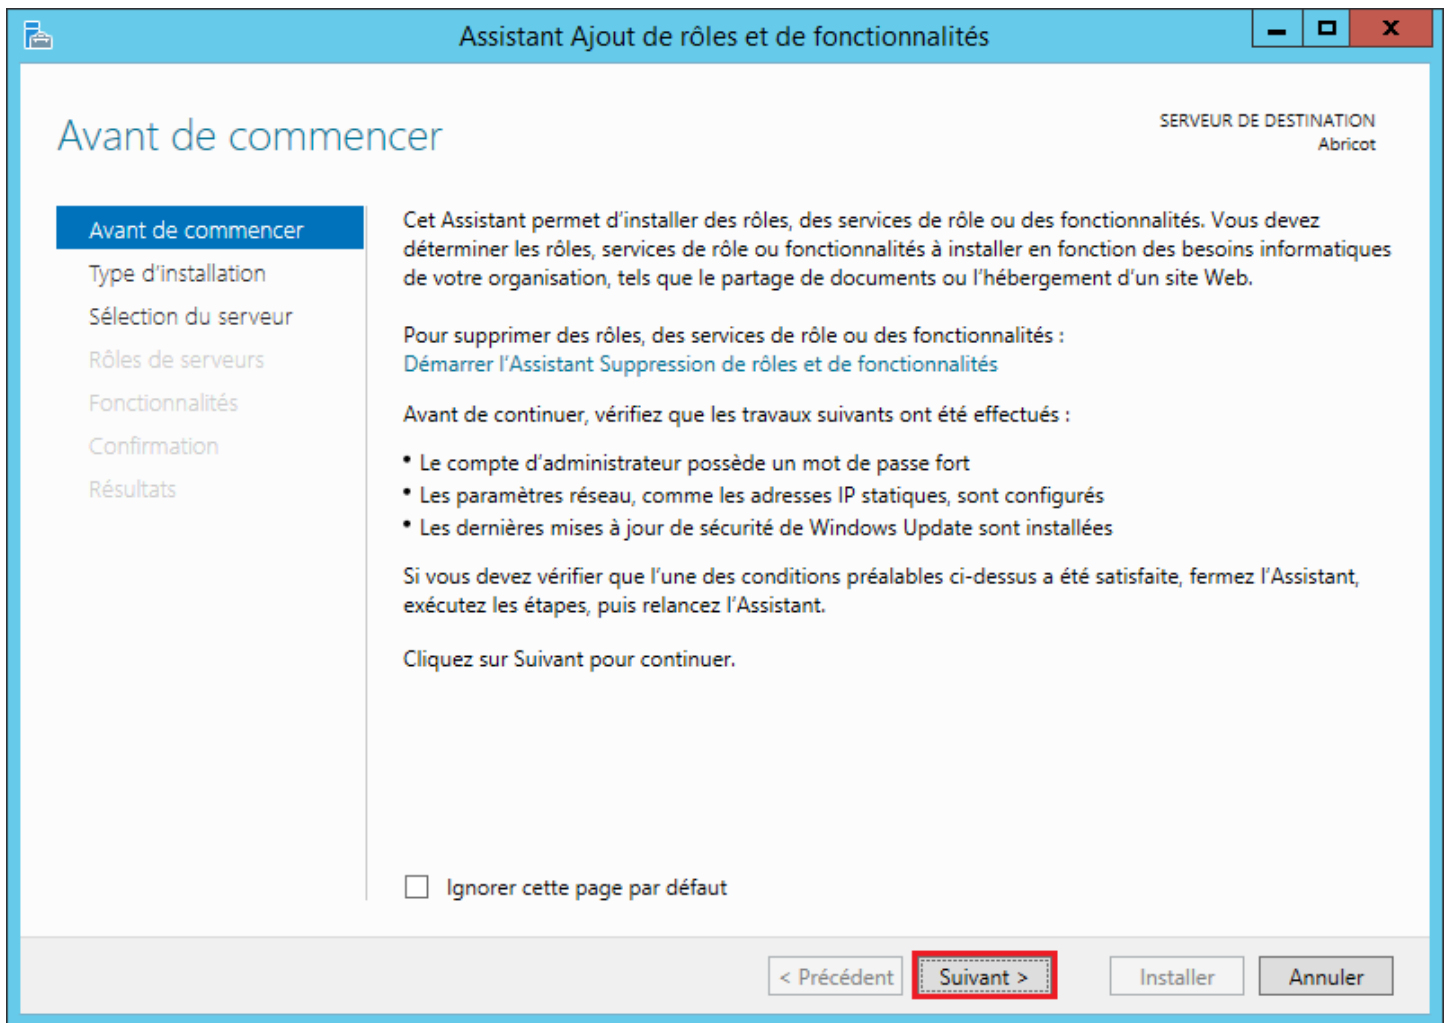 Assistant Ajout de rôles et de fonctionnalités
Avant de commencer
SERVEUR DE DESTINATION
Abricot
Avant de commencer
Type d'installation
Sélection du serveur
Rôles de serveurs
Fonctionnalités
Confirmation
Résultats
Cet Assistant permet d'installer des rôles, des services de rôle ou des fonctionnalités. Vous devez
déterminer les rôles, services de rôle ou fonctionnalités à installer en fonction des besoins informatiques
de votre organisation, tels que le partage de documents ou l'hébergement d'un site Web.
Pour supprimer des rôles, des services de rôle ou des fonctionnalités :
Démarrer l'Assistant Suppression de rôles et de fonctionnalités
Avant de continuer, vérifiez que les travaux suivants ont été effectués :
• Le compte d'administrateur possède un mot de passe fort
• Les paramètres réseau, comme les adresses IP statiques, sont configurés
• Les dernières mises à jour de sécurité de Windows Update sont installées
Si vous devez vérifier que l'une des conditions préalables ci-dessus a été satisfaite, fermez l'Assistant,
exécutez les étapes, puis relancez l'Assistant.
Cliquez sur Suivant pour continuer.
Ignorer cette page par défaut
< Précédent
Suivant >
Installer
Annuler